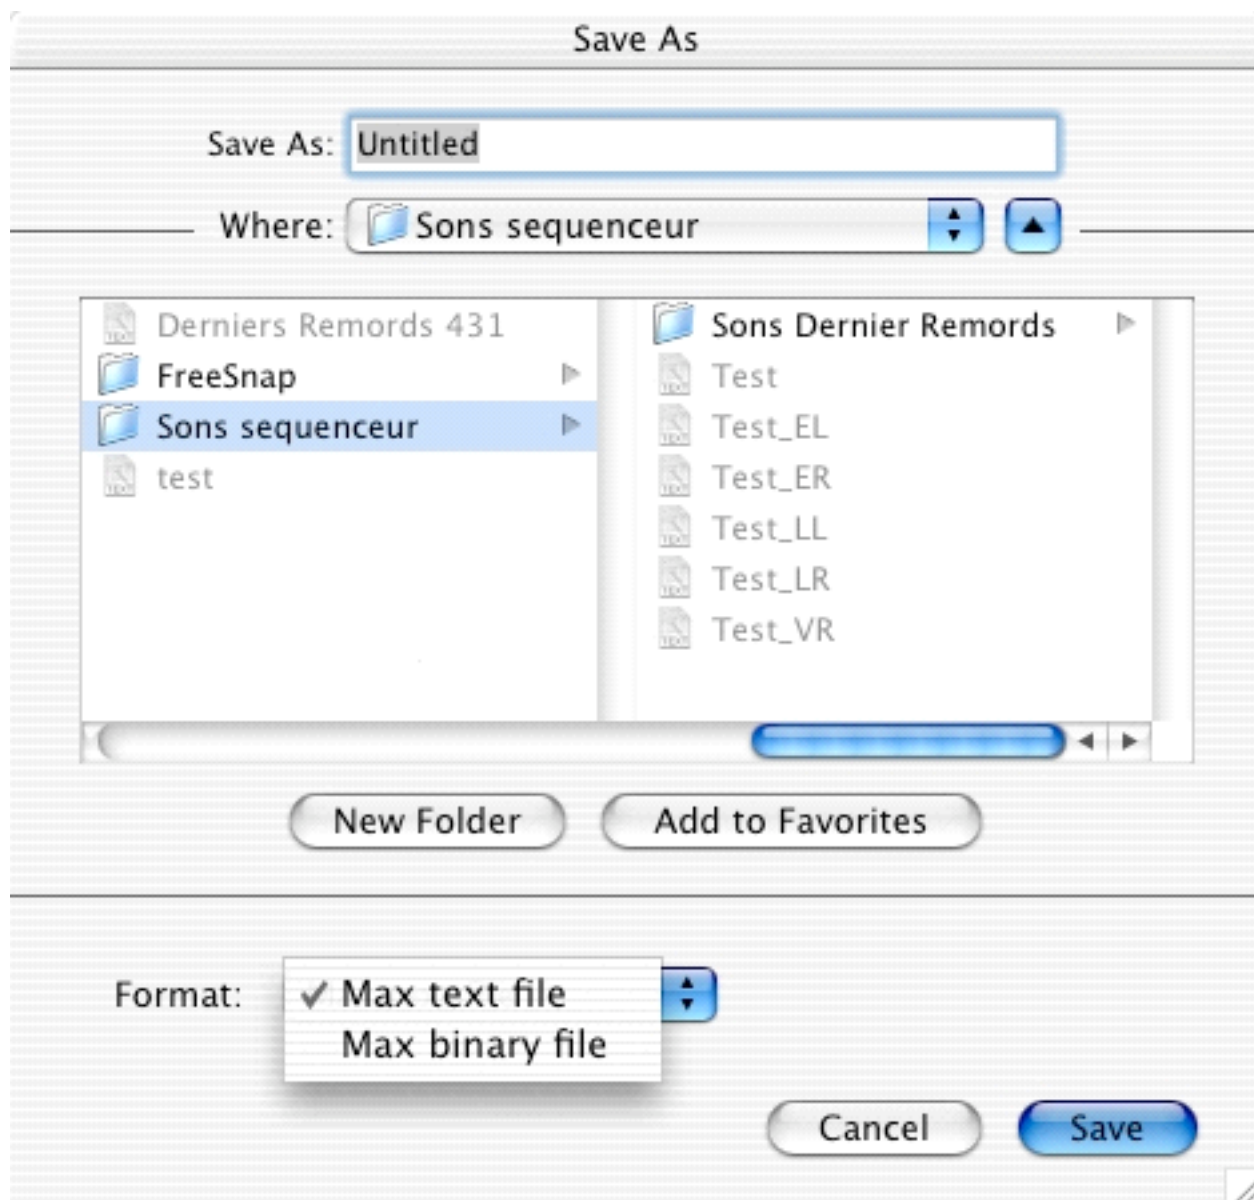 Save As
Save As: Untitled
Where: Sons sequenceur
Derniers Remords 431
FreeSnap
Sons sequenceur
test
Sons Dernier Remords
Test
Test_EL
Test_ER
Test_LL
Test_LR
Test_VR
New Folder Add to Favorites
Format: Max text file
Max binary file
Cancel Save